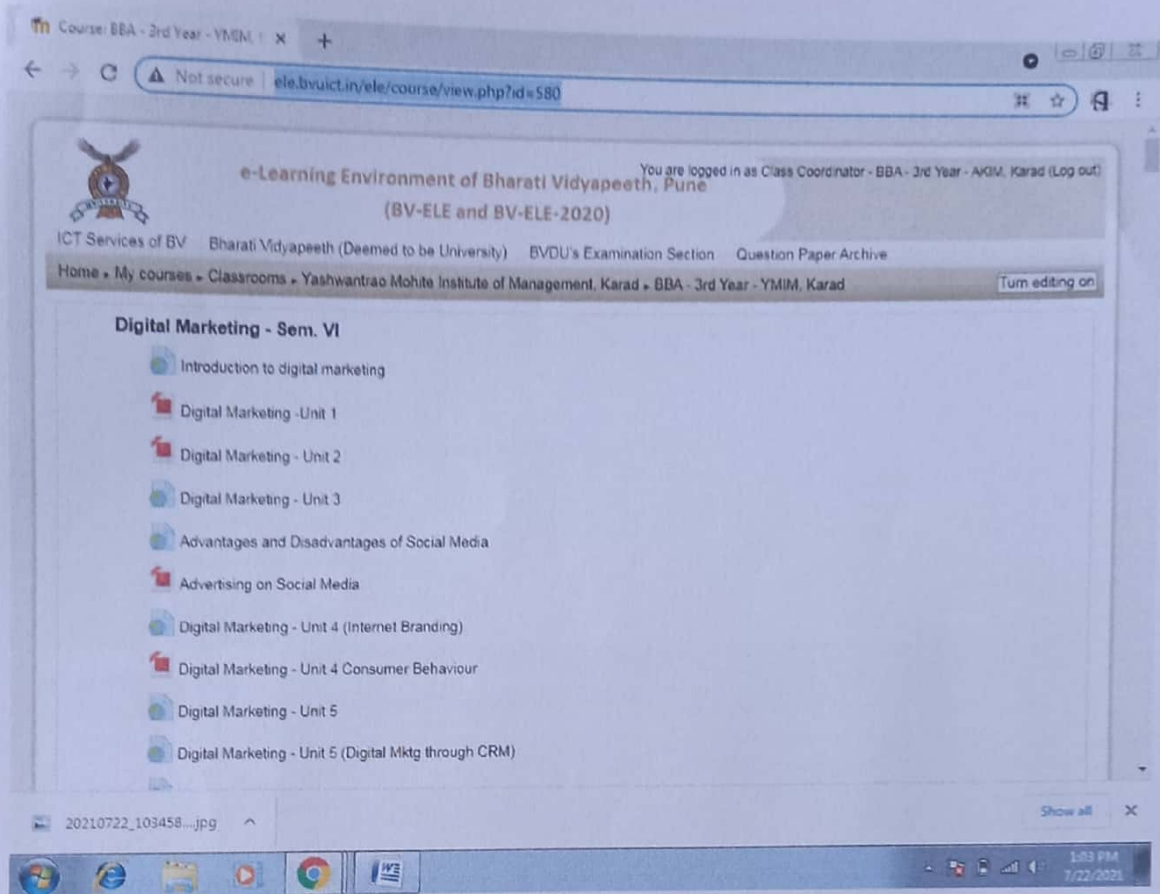 Course: BBA - 3rd Year - YMIM,
Not secure | ele.bvuict.in/ele/course/view.php?id=580
You are logged in as Class Coordinator - BBA - 3rd Year - AKIM, Karad (Log out)
e-Learning Environment of Bharati Vidyapeeth, Pune
(BV-ELE and BV-ELE-2020)
ICT Services of BV Bharati Vidyapeeth (Deemed to be University) BVDU's Examination Section Question Paper Archive
Home Classrooms My courses Yashwantrao Mohite Institute of Management, Karad BBA - 3rd Year - YMIM, Karad Turn editing on
Digital Marketing - Sem. VI
Introduction to digital marketing
Digital Marketing -Unit 1
Digital Marketing - Unit 2
Digital Marketing - Unit 3
Advantages and Disadvantages of Social Media
Advertising on Social Media
Digital Marketing - Unit 4 (Internet Branding)
Digital Marketing - Unit 4 Consumer Behaviour
Digital Marketing - Unit 5
Digital Marketing - Unit 5 (Digital Mktg through CRM)
20210722_103458....jpg
Show all
1:03 PM
7/22/2021